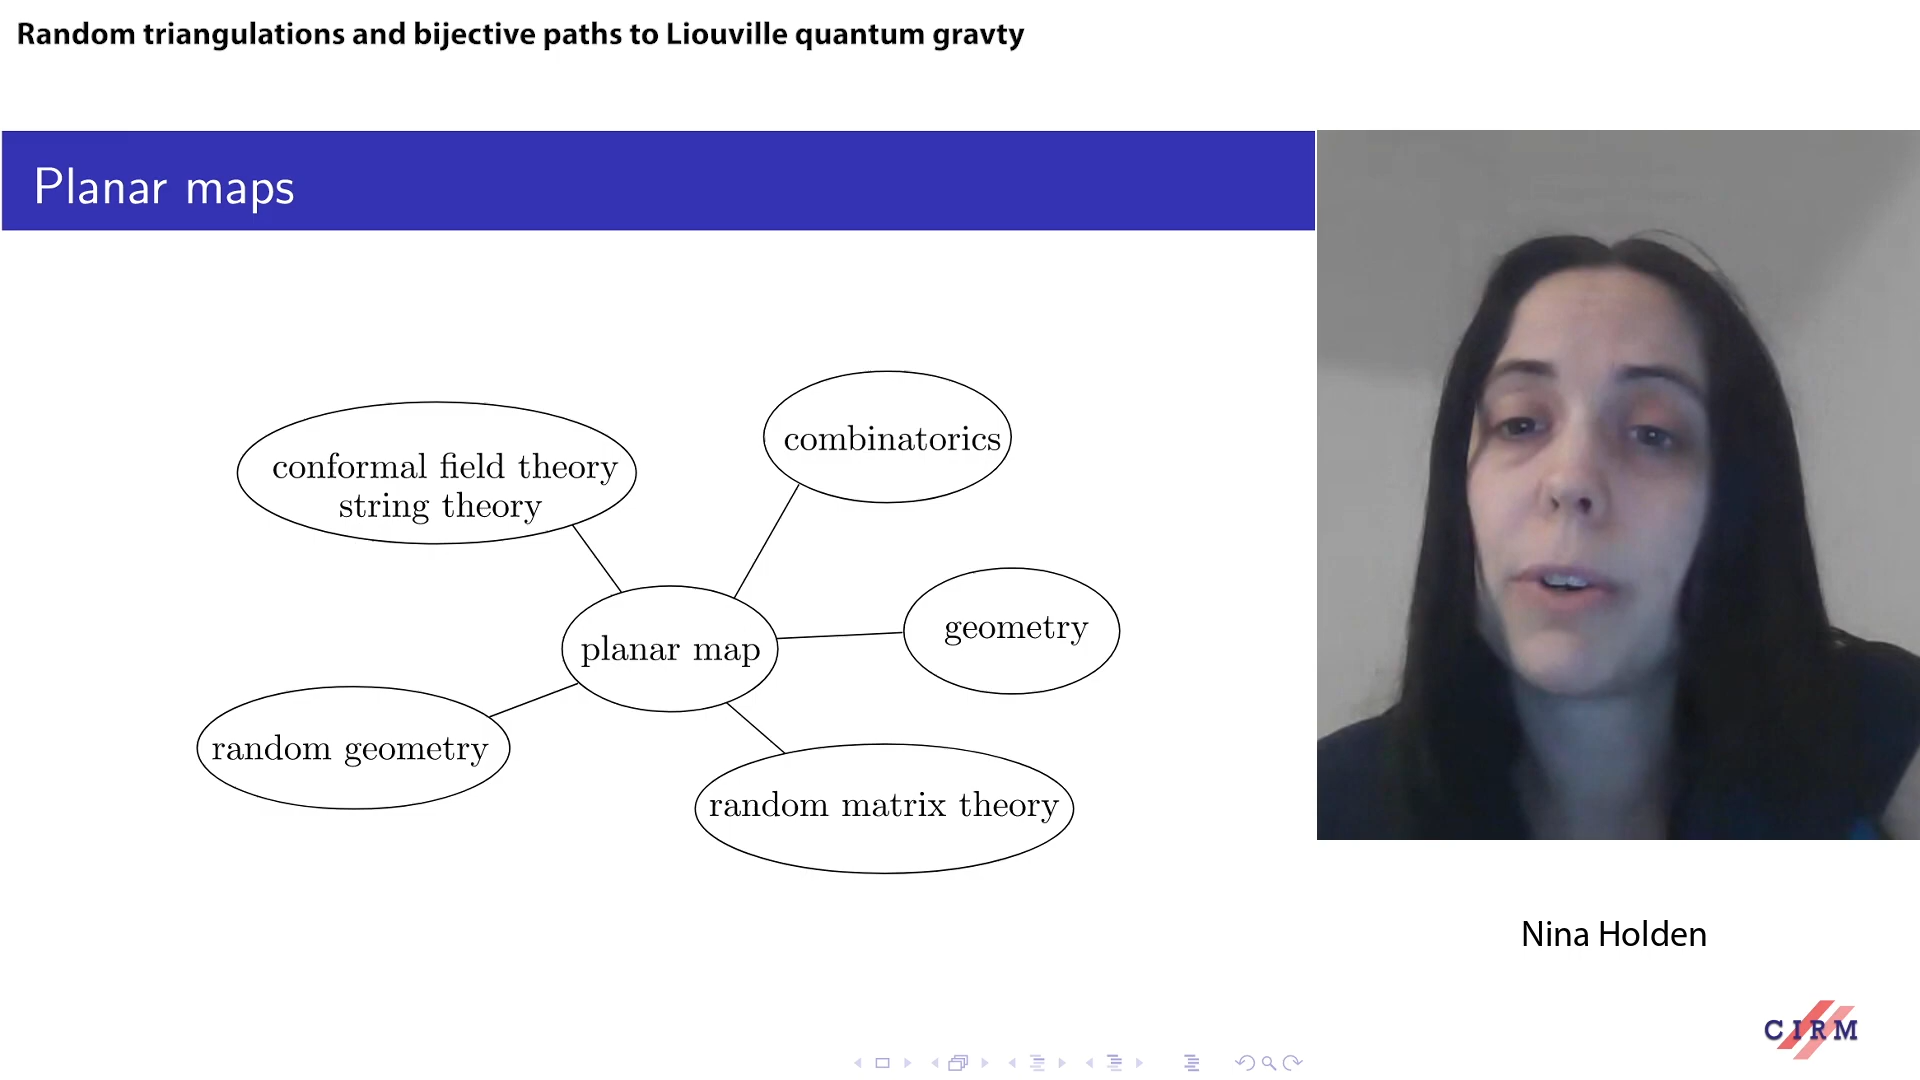 Random triangulations and bijective paths to Liouville quantum gravty
Planar maps
combinatorics
conformal field theory
string theory
geometry
planar map
random geometry
random matrix theory
Nina Holden
CIRM